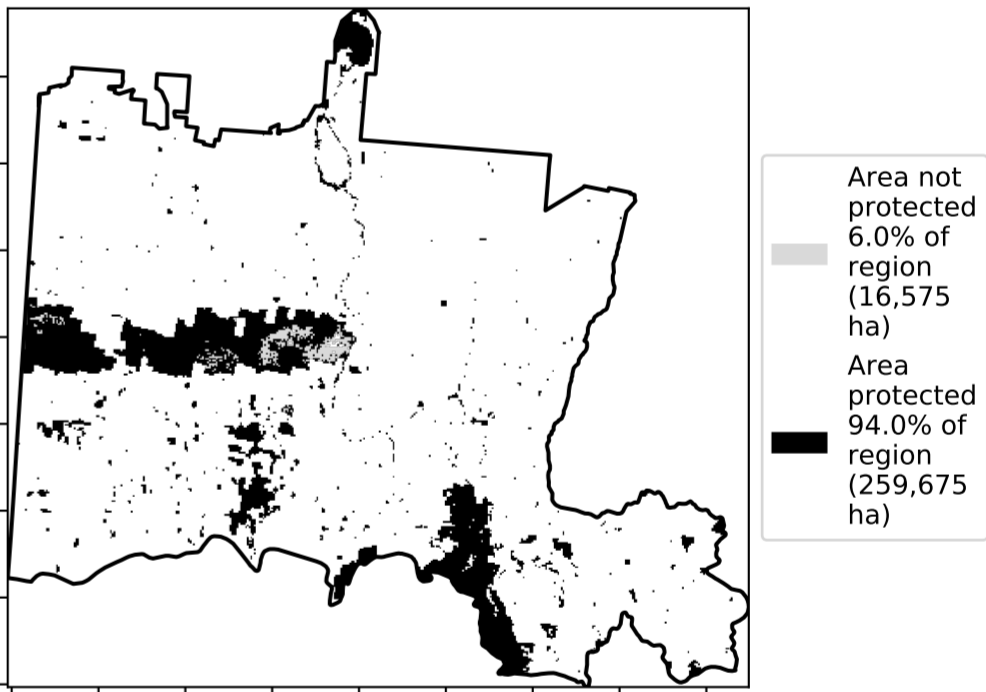 Area not
protected
6.0% of
region
(16,575
ha)
Area
protected
94.0% of
region
(259,675
ha)